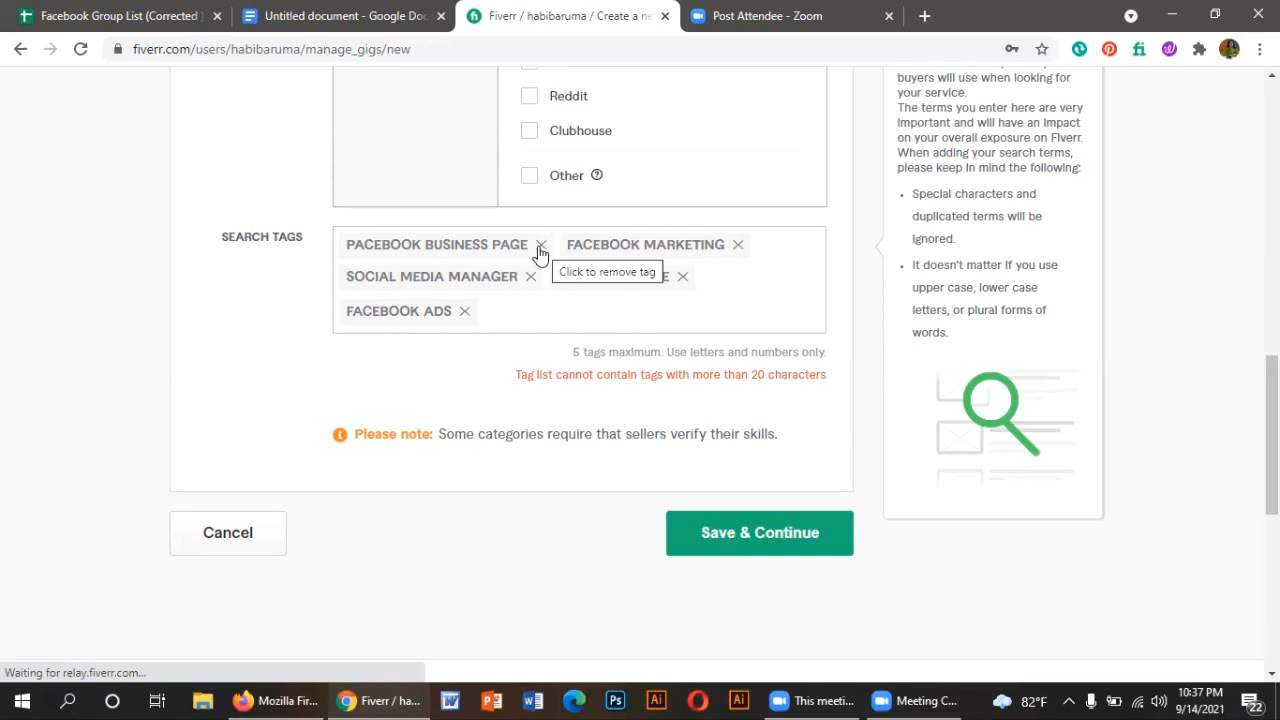 Facebook Group List (Corrected
Untitled document - Google Doc
Fiverr / habibaruma / Create a ne
Post Attendee - Zoom
fiverr.com/users/habibaruma/manage_gigs/new
Reddit
Clubhouse
Other
SEARCH TAGS
PACEBOOK BUSINESS PAGE
FACEBOOK MARKETING
SOCIAL MEDIA MANAGER
E
FACEBOOK ADS
Click to remove tag
5 tags maximum. Use letters and numbers only.
Tag list cannot contain tags with more than 20 characters
Please note: Some categories require that sellers verify their skills.
Cancel
Save & Continue
buyers will use when looking for
your service.
The terms you enter here are very
important and will have an impact
on your overall exposure on Fiverr.
When adding your search terms,
please keep in mind the following:
• Special characters and
duplicated terms will be
ignored.
• It doesn't matter if you use
upper case, lower case
letters, or plural forms of
words.
Waiting for relay.fiverr.com...
Mozilla Fir...
Fiverr / ha...
This meeti...
Meeting C...
82°F
10:37 PM
9/14/2021
22